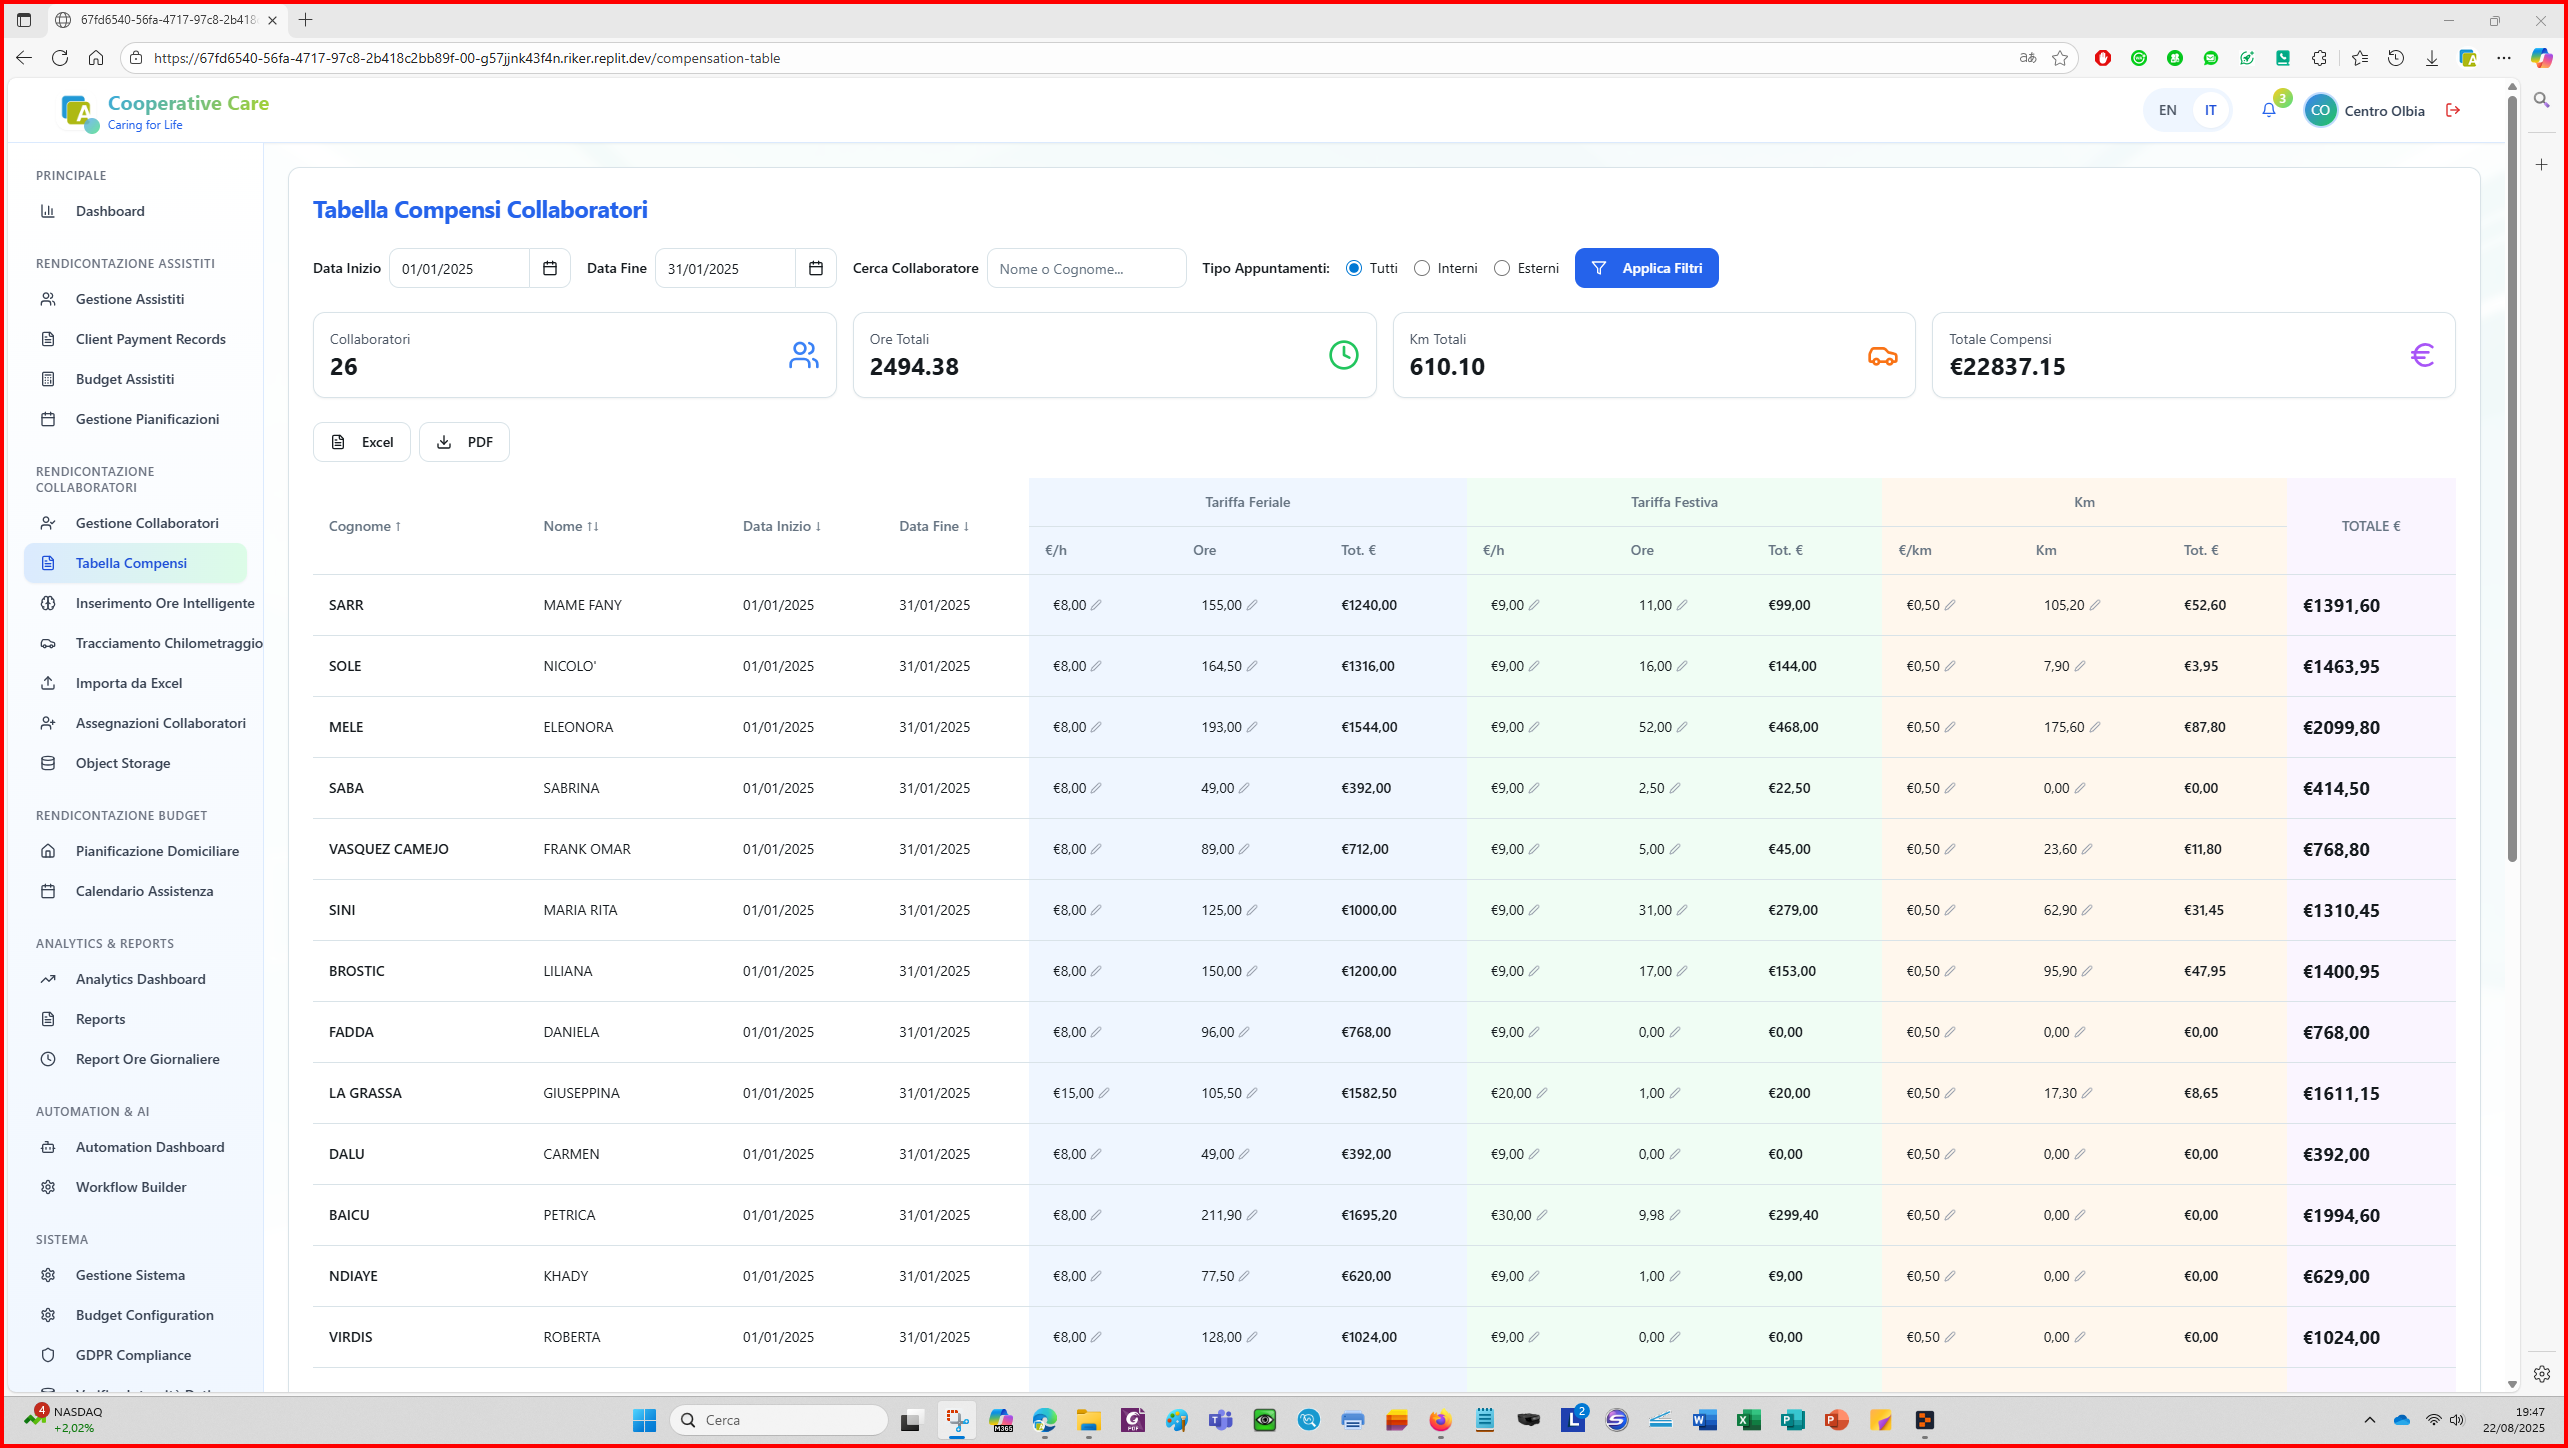 67fd6540-56fa-4717-97c8-2b418
https://67fd6540-56fa-4717-97c8-2b418c2bb89f-00-g57jjnk43f4n.riker.replit.dev/compensation-table
Cooperative Care
Caring for Life
EN IT 3 CO Centro Olbia
PRINCIPALE
Dashboard
RENDICONTAZIONE ASSISTITI
Gestione Assistiti
Client Payment Records
Budget Assistiti
Gestione Pianificazioni
RENDICONTAZIONE
COLLABORATORI
Gestione Collaboratori
Tabella Compensi
Inserimento Ore Intelligente
Tracciamento Chilometraggio
Importa da Excel
Assegnazioni Collaboratori
Object Storage
RENDICONTAZIONE BUDGET
Pianificazione Domiciliare
Calendario Assistenza
ANALYTICS & REPORTS
Analytics Dashboard
Reports
Report Ore Giornaliere
AUTOMATION & AI
Automation Dashboard
Workflow Builder
SISTEMA
Gestione Sistema
Budget Configuration
GDPR Compliance
Tabella Compensi Collaboratori
Data Inizio 01/01/2025 Data Fine 31/01/2025 Cerca Collaboratore Nome o Cognome... Tipo Appuntamenti: Tutti Interni Esterni Applica Filtri
Collaboratori
26
Ore Totali
2494.38
Km Totali
610.10
Totale Compensi
€22837.15
€
Excel PDF
Tariffa Feriale Tariffa Festiva Km
Cognome ↑ Nome ↑↓ Data Inizio ↓ Data Fine ↓ TOTALE €
€/h Ore Tot. € €/h Ore Tot. € €/km Km Tot. €
SARR MAME FANY 01/01/2025 31/01/2025 €8,00 155,00 €1240,00 €9,00 11,00 €99,00 €0,50 105,20 €52,60 €1391,60
SOLE NICOLO' 01/01/2025 31/01/2025 €8,00 164,50 €1316,00 €9,00 16,00 €144,00 €0,50 7,90 €3,95 €1463,95
MELE ELEONORA 01/01/2025 31/01/2025 €8,00 193,00 €1544,00 €9,00 52,00 €468,00 €0,50 175,60 €87,80 €2099,80
SABA SABRINA 01/01/2025 31/01/2025 €8,00 49,00 €392,00 €9,00 2,50 €22,50 €0,50 0,00 €0,00 €414,50
VASQUEZ CAMEJO FRANK OMAR 01/01/2025 31/01/2025 €8,00 89,00 €712,00 €9,00 5,00 €45,00 €0,50 23,60 €11,80 €768,80
SINI MARIA RITA 01/01/2025 31/01/2025 €8,00 125,00 €1000,00 €9,00 31,00 €279,00 €0,50 62,90 €31,45 €1310,45
BROSTIC LILIANA 01/01/2025 31/01/2025 €8,00 150,00 €1200,00 €9,00 17,00 €153,00 €0,50 95,90 €47,95 €1400,95
FADDA DANIELA 01/01/2025 31/01/2025 €8,00 96,00 €768,00 €9,00 0,00 €0,00 €0,50 0,00 €0,00 €768,00
LA GRASSA GIUSEPPINA 01/01/2025 31/01/2025 €15,00 105,50 €1582,50 €20,00 1,00 €20,00 €0,50 17,30 €8,65 €1611,15
DALU CARMEN 01/01/2025 31/01/2025 €8,00 49,00 €392,00 €9,00 0,00 €0,00 €0,50 0,00 €0,00 €392,00
BAICU PETRICA 01/01/2025 31/01/2025 €8,00 211,90 €1695,20 €30,00 9,98 €299,40 €0,50 0,00 €0,00 €1994,60
NDIAYE KHADY 01/01/2025 31/01/2025 €8,00 77,50 €620,00 €9,00 1,00 €9,00 €0,50 0,00 €0,00 €629,00
VIRDIS ROBERTA 01/01/2025 31/01/2025 €8,00 128,00 €1024,00 €9,00 0,00 €0,00 €0,50 0,00 €0,00 €1024,00
4 NASDAQ
+2,02%
Cerca
19:47
22/08/2025